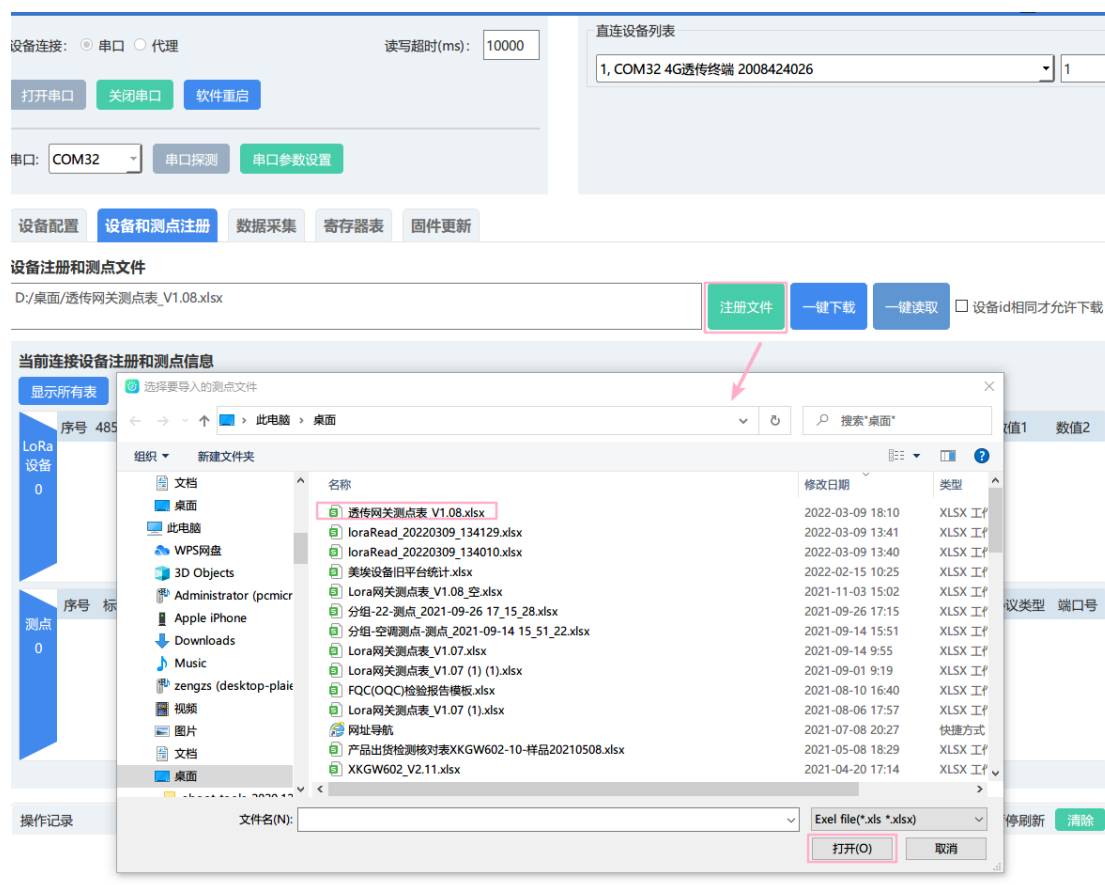 设备连接： 串口 代理 读写超时(ms)： 10000
直连设备列表
1, COM32 4G透传终端 2008424026 1
打开串口 关闭串口 软件重启
串口: COM32 串口探测 串口参数设置
设备配置 设备和测点注册 数据采集 寄存器表 固件更新
设备注册和测点文件
D:/桌面/透传网关测点表_V1.08.xlsx
注册文件 一键下载 一键读取 设备id相同才允许下载
当前连接设备注册和测点信息
显示所有表
序号 485
数值1 数值2
LoRa
设备
0
序号 标
协议类型 端口号
测点
0
选择要导入的测点文件
此电脑 › 桌面
搜索"桌面"
组织 新建文件夹
文档
桌面
此电脑
WPS网盘
3D Objects
Administrator (pcmicr
Apple iPhone
Downloads
Music
zengzs (desktop-plaie
视频
图片
文档
桌面
名称 修改日期 类型
透传网关测点表_V1.08.xlsx 2022-03-09 18:10 XLSX 工作
loraRead_20220309_134129.xlsx 2022-03-09 13:41 XLSX 工作
loraRead_20220309_134010.xlsx 2022-03-09 13:40 XLSX 工作
美埃设备旧平台统计.xlsx 2022-02-15 10:25 XLSX 工作
Lora网关测点表_V1.08_空.xlsx 2021-11-03 15:02 XLSX 工作
分组-22-测点_2021-09-26 17_15_28.xlsx 2021-09-26 17:15 XLSX 工作
分组-空调测点-测点_2021-09-14 15_51_22.xlsx 2021-09-14 15:51 XLSX 工作
Lora网关测点表_V1.07.xlsx 2021-09-14 9:55 XLSX 工作
Lora网关测点表_V1.07 (1) (1).xlsx 2021-09-01 9:19 XLSX 工作
FQC(OQC)检验报告模板.xlsx 2021-08-10 16:40 XLSX 工作
Lora网关测点表_V1.07 (1).xlsx 2021-08-06 17:57 XLSX 工作
网址导航 2021-07-08 20:27 快捷方式
产品出货检测核对表XKGW602-10-样品20210508.xlsx 2021-05-08 18:29 XLSX 工作
XKGW602_V2.11.xlsx 2021-04-20 17:14 XLSX 工作
文件名(N): Exel file(*.xls *.xlsx)
打开(O) 取消
操作记录 停刷新 清除